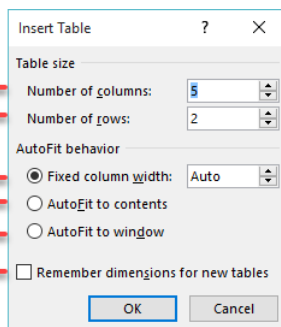 Insert Table ? ×
Table size
Number of columns: 5
Number of rows: 2
AutoFit behavior
Fixed column width: Auto
AutoFit to contents
AutoFit to window
Remember dimensions for new tables
OK Cancel